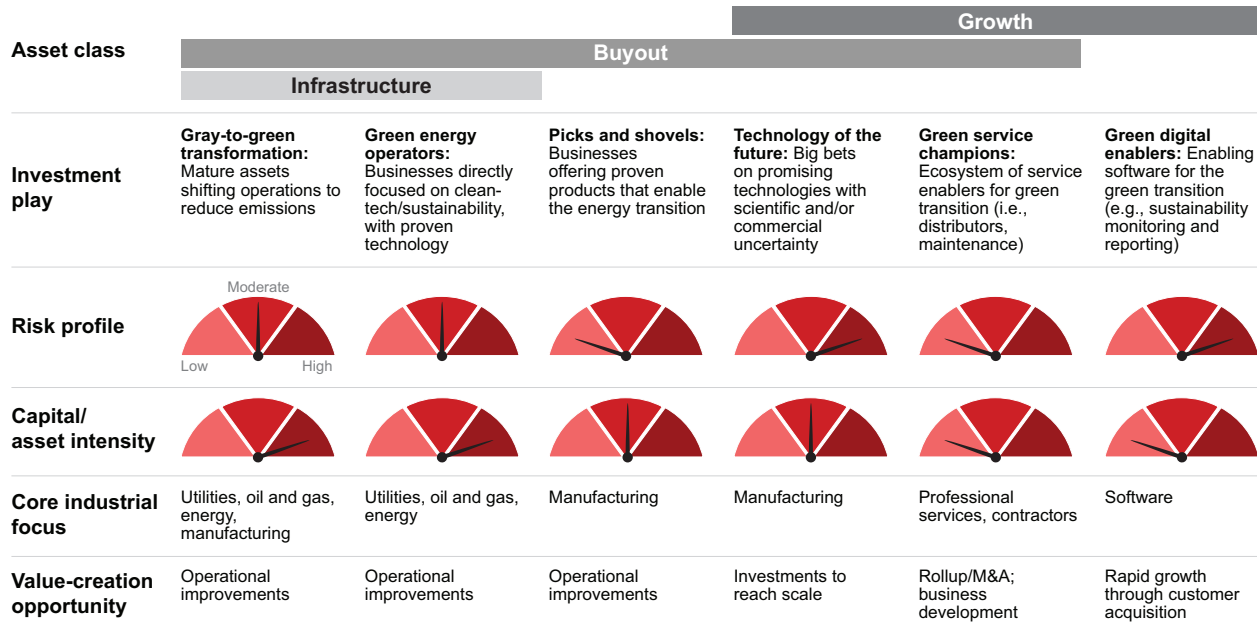 Growth
Asset class
Buyout
Infrastructure
Investment
play
Gray-to-green
transformation:
Mature assets
shifting operations to
reduce emissions
Green energy
operators:
Businesses directly
focused on clean-
tech/sustainability,
with proven
technology
Picks and shovels:
Businesses
offering proven
products that enable
the energy transition
Technology of the
future: Big bets
on promising
technologies with
scientific and/or
commercial
uncertainty
Green service
champions:
Ecosystem of service
enablers for green
transition (i.e.,
distributors,
maintenance)
Green digital
enablers: Enabling
software for the
green transition
(e.g., sustainability
monitoring and
reporting)
Risk profile
Moderate
Low
High
Capital/
asset intensity
Core industrial
focus
Utilities, oil and gas,
energy,
manufacturing
Utilities, oil and gas,
energy
Manufacturing
Manufacturing
Professional
services, contractors
Software
Value-creation
opportunity
Operational
improvements
Operational
improvements
Operational
improvements
Investments to
reach scale
Rollup/M&A;
business
development
Rapid growth
through customer
acquisition